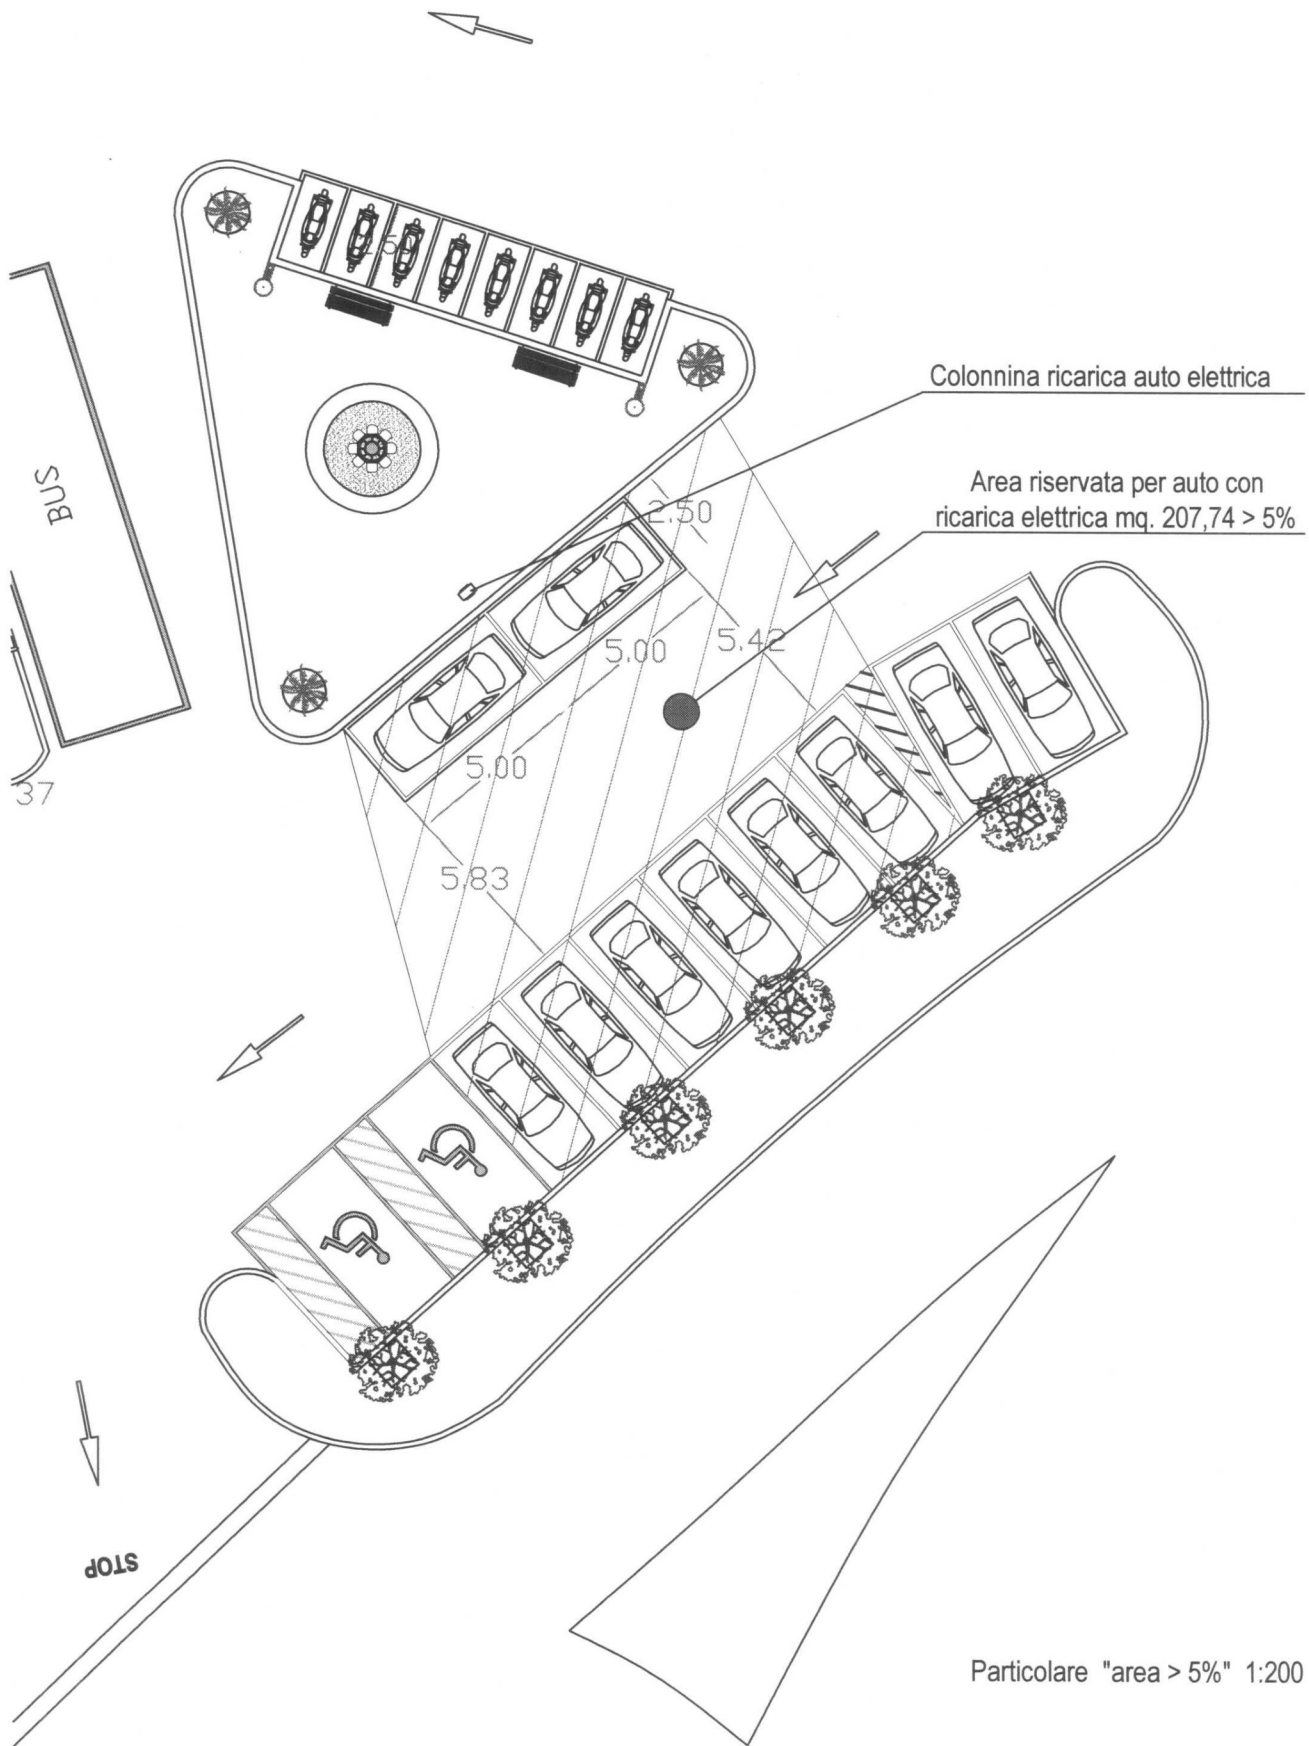 Colonnina ricarica auto elettrica
Area riservata per auto con
ricarica elettrica mq. 207,74 > 5%
BUS
2.50
5.00
5.42
5.00
37
5.83
STOP
Particolare "area > 5%" 1:200